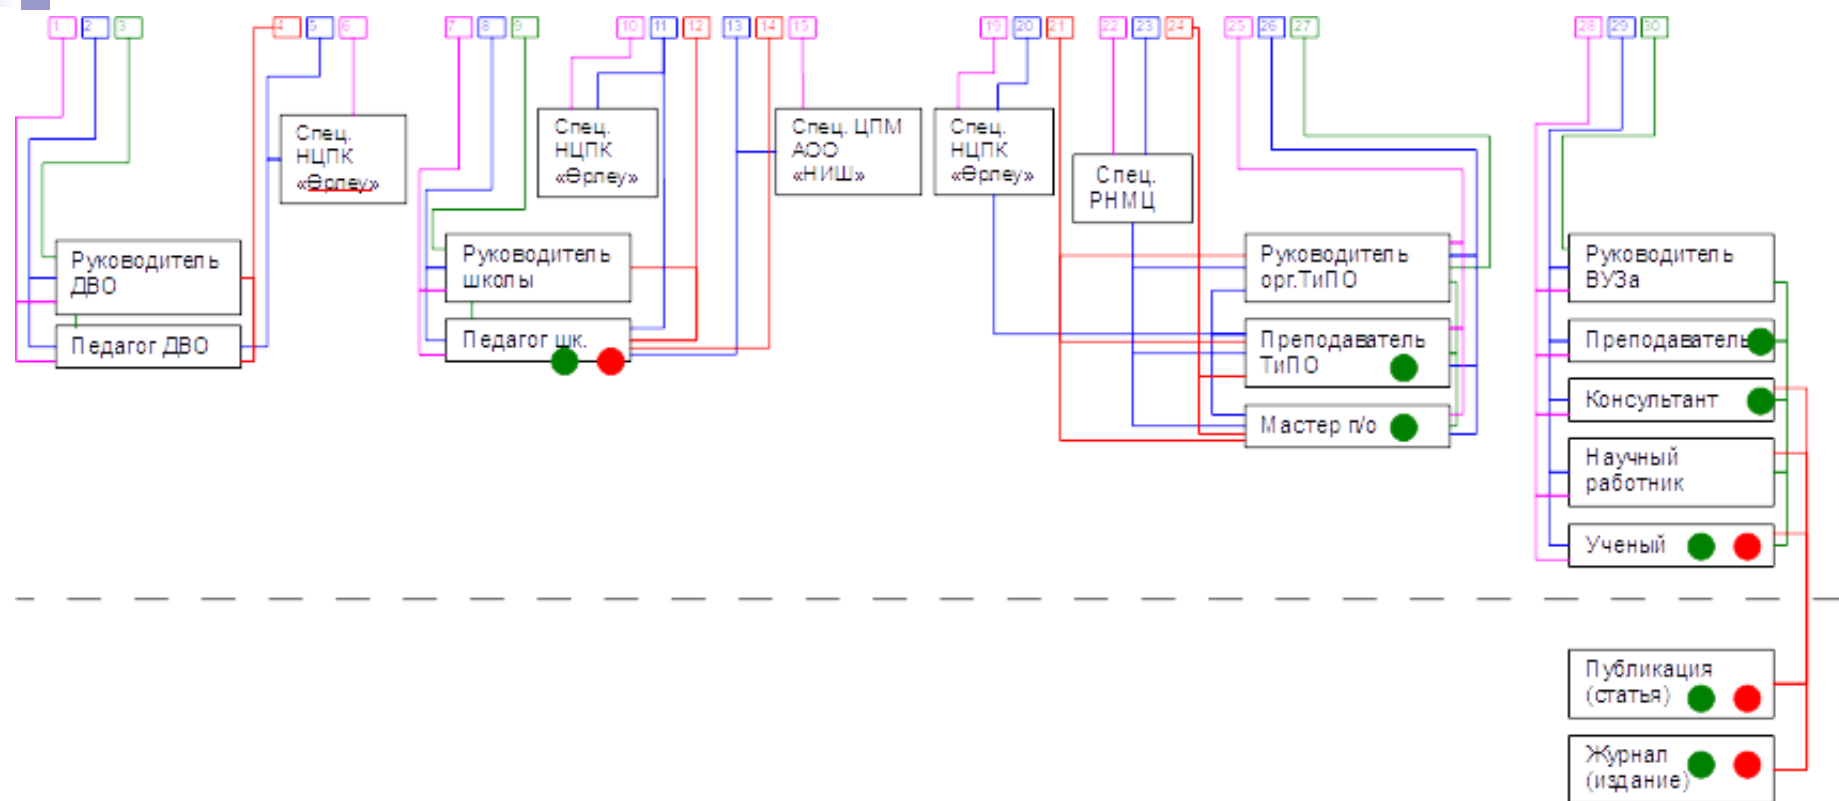 1 2 3 4 5 6 7 8 9 10 11 12 13 14 15 19 20 21 22 23 24 25 26 27 28 29 30
Спец.
НЦПК
«Өрлеу»
Спец.
НЦПК
«Өрлеу»
Спец. ЦПМ
АОО
«НИШ»
Спец.
НЦПК
«Өрлеу»
Спец.
РНМЦ
Руководитель
ДВО
Педагог ДВО
Руководитель
школы
Педагог шк.
Руководитель
орг.ТиПО
Преподаватель
ТиПО
Мастер п/о
Руководитель
ВУЗа
Преподаватель
Консультант
Научный
работник
Ученый
Публикация
(статья)
Журнал
(издание)